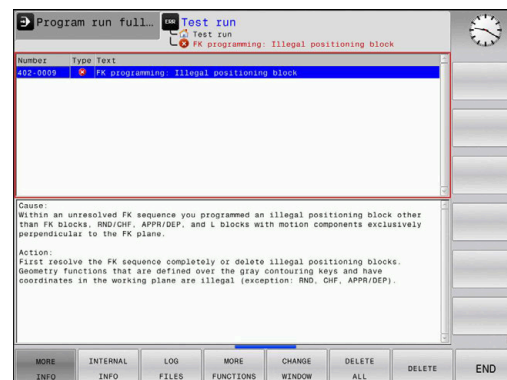 Program run full...
ERR Test run
Test run
FK programming: Illegal positioning block
Number Type Text
402-0009 FK programming: Illegal positioning block
Cause:
Within an unresolved FK sequence you programmed an illegal positioning block other
than FK blocks, RND/CHF, APPR/DEP, and L blocks with motion components exclusively
perpendicular to the FK plane.
Action:
First resolve the FK sequence completely or delete illegal positioning blocks.
Geometry functions that are defined over the gray contouring keys and have
coordinates in the working plane are illegal (exception: RND, CHF, APPR/DEP).
MORE INFO
INTERNAL INFO
LOG FILES
MORE FUNCTIONS
CHANGE WINDOW
DELETE ALL
DELETE
END